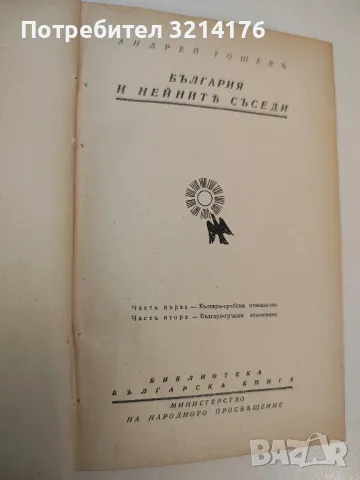 Потребител: 3214176
АНДРЕЙ ТОШЕВЪ
БЪЛГАРИЯ
И НЕЙНИТѢ СЪСЕДИ
Часть първа — Българо-сръбски отношения.
Часть втора — Българо-гръцки отношения.
БИБЛИОТЕКА
БЪЛГАРСКА КНИГА
МИНИСТЕРСТВО
НА НАРОДНОТО ПРОСВѢЩЕНИЕ
BAZAR